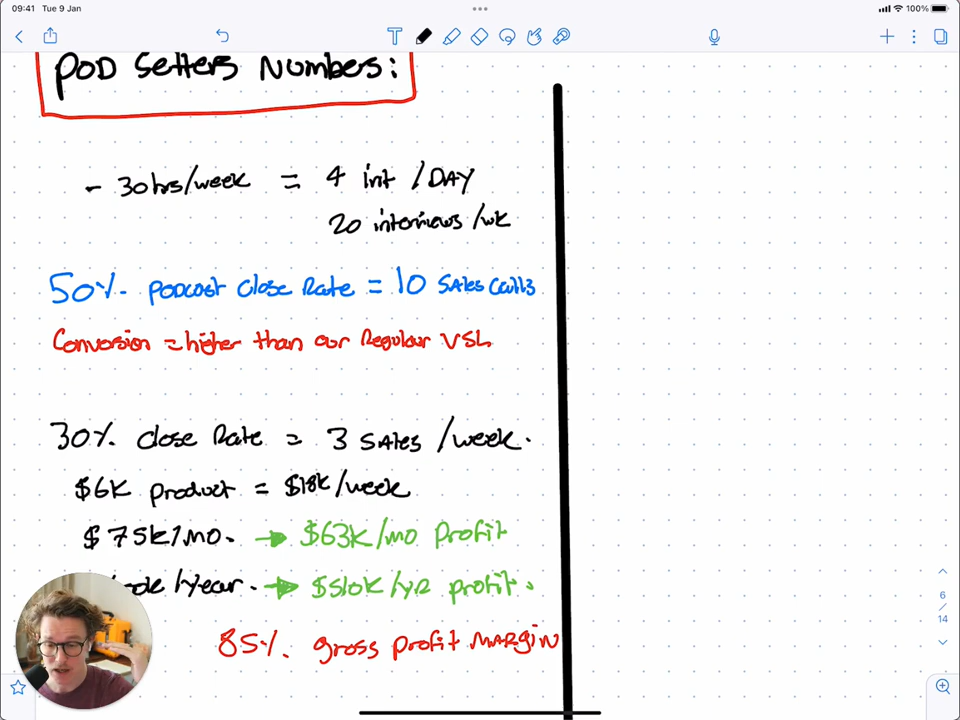 09:41 Tue 9 Jan
100%
POD Setters Numbers:
- 30hrs/week = 4 int /DAY
20 interviews /wk
50% Podcast close Rate = 10 Sales calls
Conversion = higher than our Regular VSL
30% close Rate = 3 SALes /week.
$6K product = $18k/week
$75K/mo. → $63K/mo Profit
/year. → $510k/yr profit.
85% gross profit MARgiN
6
/
14